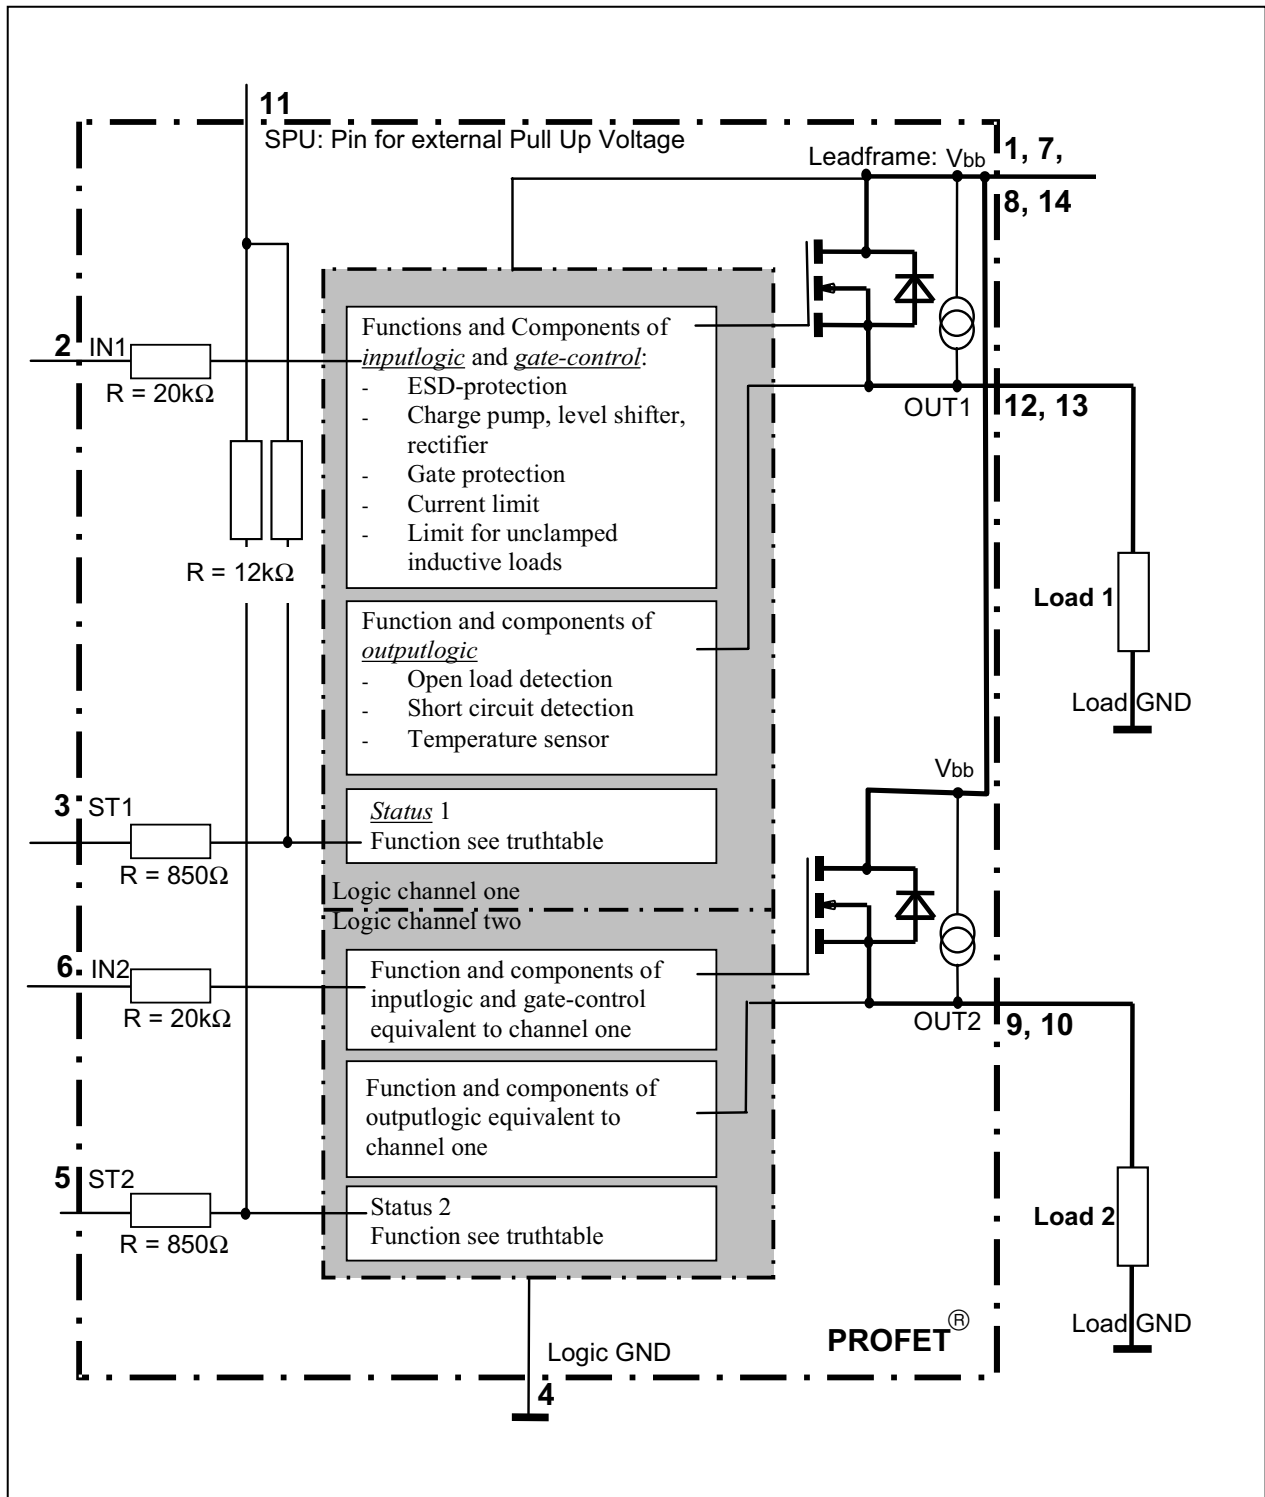 11
SPU: Pin for external Pull Up Voltage
Leadframe: Vbb
1, 7,
8, 14
2 IN1
R = 20kΩ
Functions and Components of
inputlogic and gate-control:
- ESD-protection
- Charge pump, level shifter,
rectifier
- Gate protection
- Current limit
- Limit for unclamped
inductive loads
OUT1
12, 13
R = 12kΩ
Load 1
Load GND
Function and components of
outputlogic
- Open load detection
- Short circuit detection
- Temperature sensor
Vbb
3 ST1
R = 850Ω
Status 1
Function see truthtable
Logic channel one
Logic channel two
6 IN2
R = 20kΩ
Function and components of
inputlogic and gate-control
equivalent to channel one
OUT2
9, 10
Function and components of
outputlogic equivalent to
channel one
5 ST2
R = 850Ω
Status 2
Function see truthtable
Load 2
Load GND
PROFET®
Logic GND
4